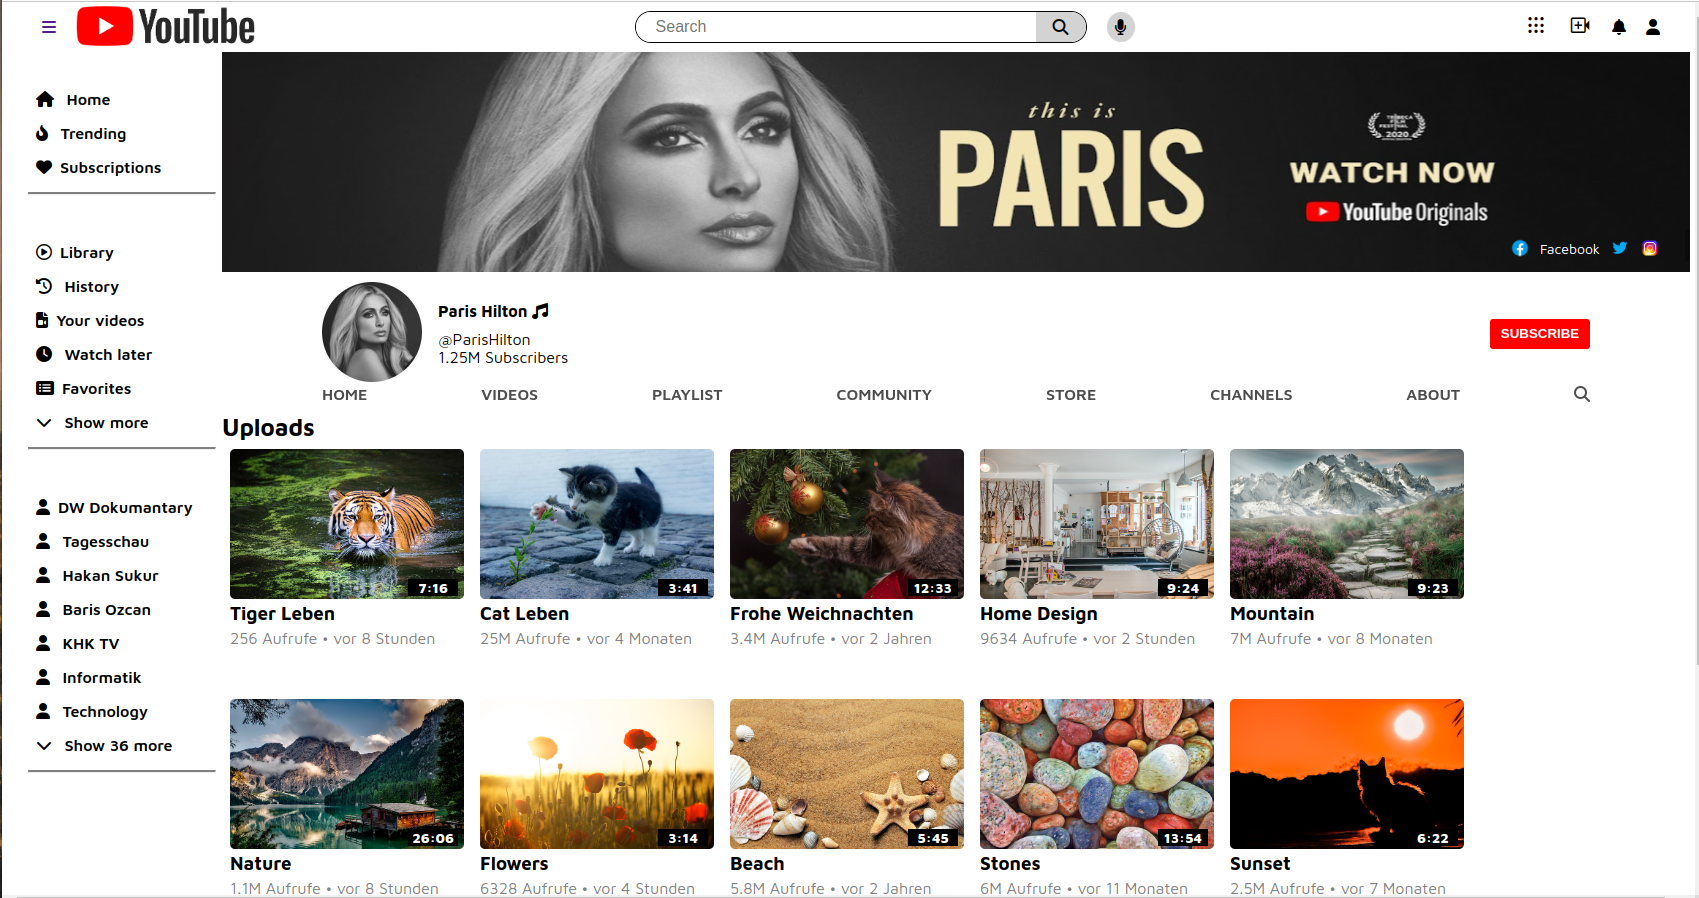 YouTube
Search
Home
Trending
Subscriptions
Library
History
Your videos
Watch later
Favorites
Show more
DW Dokumantary
Tagesschau
Hakan Sukur
Baris Ozcan
KHK TV
Informatik
Technology
Show 36 more
this is
PARIS
TRIBECA
FILM
FESTIVAL
2020
WATCH NOW
YouTube Originals
Facebook
Paris Hilton
@ParisHilton
1.25M Subscribers
SUBSCRIBE
HOME VIDEOS PLAYLIST COMMUNITY STORE CHANNELS ABOUT
Uploads
7:16
Tiger Leben
256 Aufrufe • vor 8 Stunden
3:41
Cat Leben
25M Aufrufe • vor 4 Monaten
12:33
Frohe Weichnachten
3.4M Aufrufe • vor 2 Jahren
9:24
Home Design
9634 Aufrufe • vor 2 Stunden
9:23
Mountain
7M Aufrufe • vor 8 Monaten
26:06
Nature
1.1M Aufrufe • vor 8 Stunden
3:14
Flowers
6328 Aufrufe • vor 4 Stunden
5:45
Beach
5.8M Aufrufe • vor 2 Jahren
13:54
Stones
6M Aufrufe • vor 11 Monaten
6:22
Sunset
2.5M Aufrufe • vor 7 Monaten